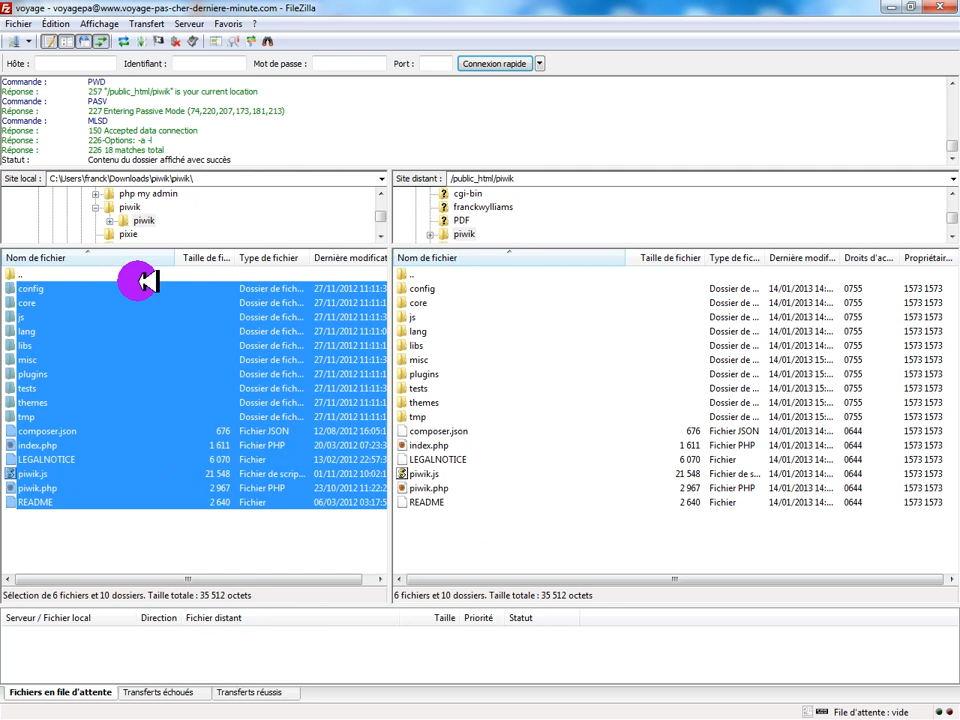 voyage - voyagepa@www.voyage-pas-cher-derniere-minute.com - FileZilla
Fichier Édition Affichage Transfert Serveur Favoris ?
Hôte : Identifiant : Mot de passe : Port : Connexion rapide
Commande : PWD
Réponse : 257 "/public_html/piwik" is your current location
Commande : PASV
Réponse : 227 Entering Passive Mode (74,220,207,173,181,213)
Commande : MLSD
Réponse : 150 Accepted data connection
Réponse : 226-Options: -a -l
Réponse : 226 18 matches total
Statut : Contenu du dossier affiché avec succès
Site local : C:\Users\franck\Downloads\piwik\piwik\
php my admin
piwik
piwik
pixie
Site distant : /public_html/piwik
cgi-bin
franckwylliams
PDF
piwik
Nom de fichier Taille de fi... Type de fichier Dernière modificat
..
config Dossier de fich... 27/11/2012 11:11:3
core Dossier de fich... 27/11/2012 11:11:3
js Dossier de fich... 27/11/2012 11:11:3
lang Dossier de fich... 27/11/2012 11:11:0
libs Dossier de fich... 27/11/2012 11:11:1
misc Dossier de fich... 27/11/2012 11:11:3
plugins Dossier de fich... 27/11/2012 11:11:1
tests Dossier de fich... 27/11/2012 11:11:3
themes Dossier de fich... 27/11/2012 11:11:1
tmp Dossier de fich... 27/11/2012 11:11:1
composer.json 676 Fichier JSON 12/08/2012 16:05:1
index.php 1 611 Fichier PHP 20/03/2012 07:23:3
LEGALNOTICE 6 070 Fichier 13/02/2012 22:57:3
piwik.js 21 548 Fichier de scrip... 01/11/2012 10:02:1
piwik.php 2 967 Fichier PHP 23/10/2012 11:22:2
README 2 640 Fichier 06/03/2012 03:17:5
Sélection de 6 fichiers et 10 dossiers. Taille totale : 35 512 octets
Nom de fichier Taille de fichier Type de fic... Dernière modif... Droits d'ac... Propriétair...
..
config Dossier de ... 14/01/2013 14:... 0755 1573 1573
core Dossier de ... 14/01/2013 14:... 0755 1573 1573
js Dossier de ... 14/01/2013 14:... 0755 1573 1573
lang Dossier de ... 14/01/2013 14:... 0755 1573 1573
libs Dossier de ... 14/01/2013 14:... 0755 1573 1573
misc Dossier de ... 14/01/2013 15:... 0755 1573 1573
plugins Dossier de ... 14/01/2013 15:... 0755 1573 1573
tests Dossier de ... 14/01/2013 15:... 0755 1573 1573
themes Dossier de ... 14/01/2013 15:... 0755 1573 1573
tmp Dossier de ... 14/01/2013 15:... 0755 1573 1573
composer.json 676 Fichier JSON 14/01/2013 14:... 0644 1573 1573
index.php 1 611 Fichier PHP 14/01/2013 14:... 0644 1573 1573
LEGALNOTICE 6 070 Fichier 14/01/2013 14:... 0644 1573 1573
piwik.js 21 548 Fichier de s... 14/01/2013 14:... 0644 1573 1573
piwik.php 2 967 Fichier PHP 14/01/2013 14:... 0644 1573 1573
README 2 640 Fichier 14/01/2013 14:... 0644 1573 1573
6 fichiers et 10 dossiers. Taille totale : 35 512 octets
Serveur / Fichier local Direction Fichier distant Taille Priorité Statut
Fichiers en file d'attente Transferts échoués Transferts réussis
File d'attente : vide